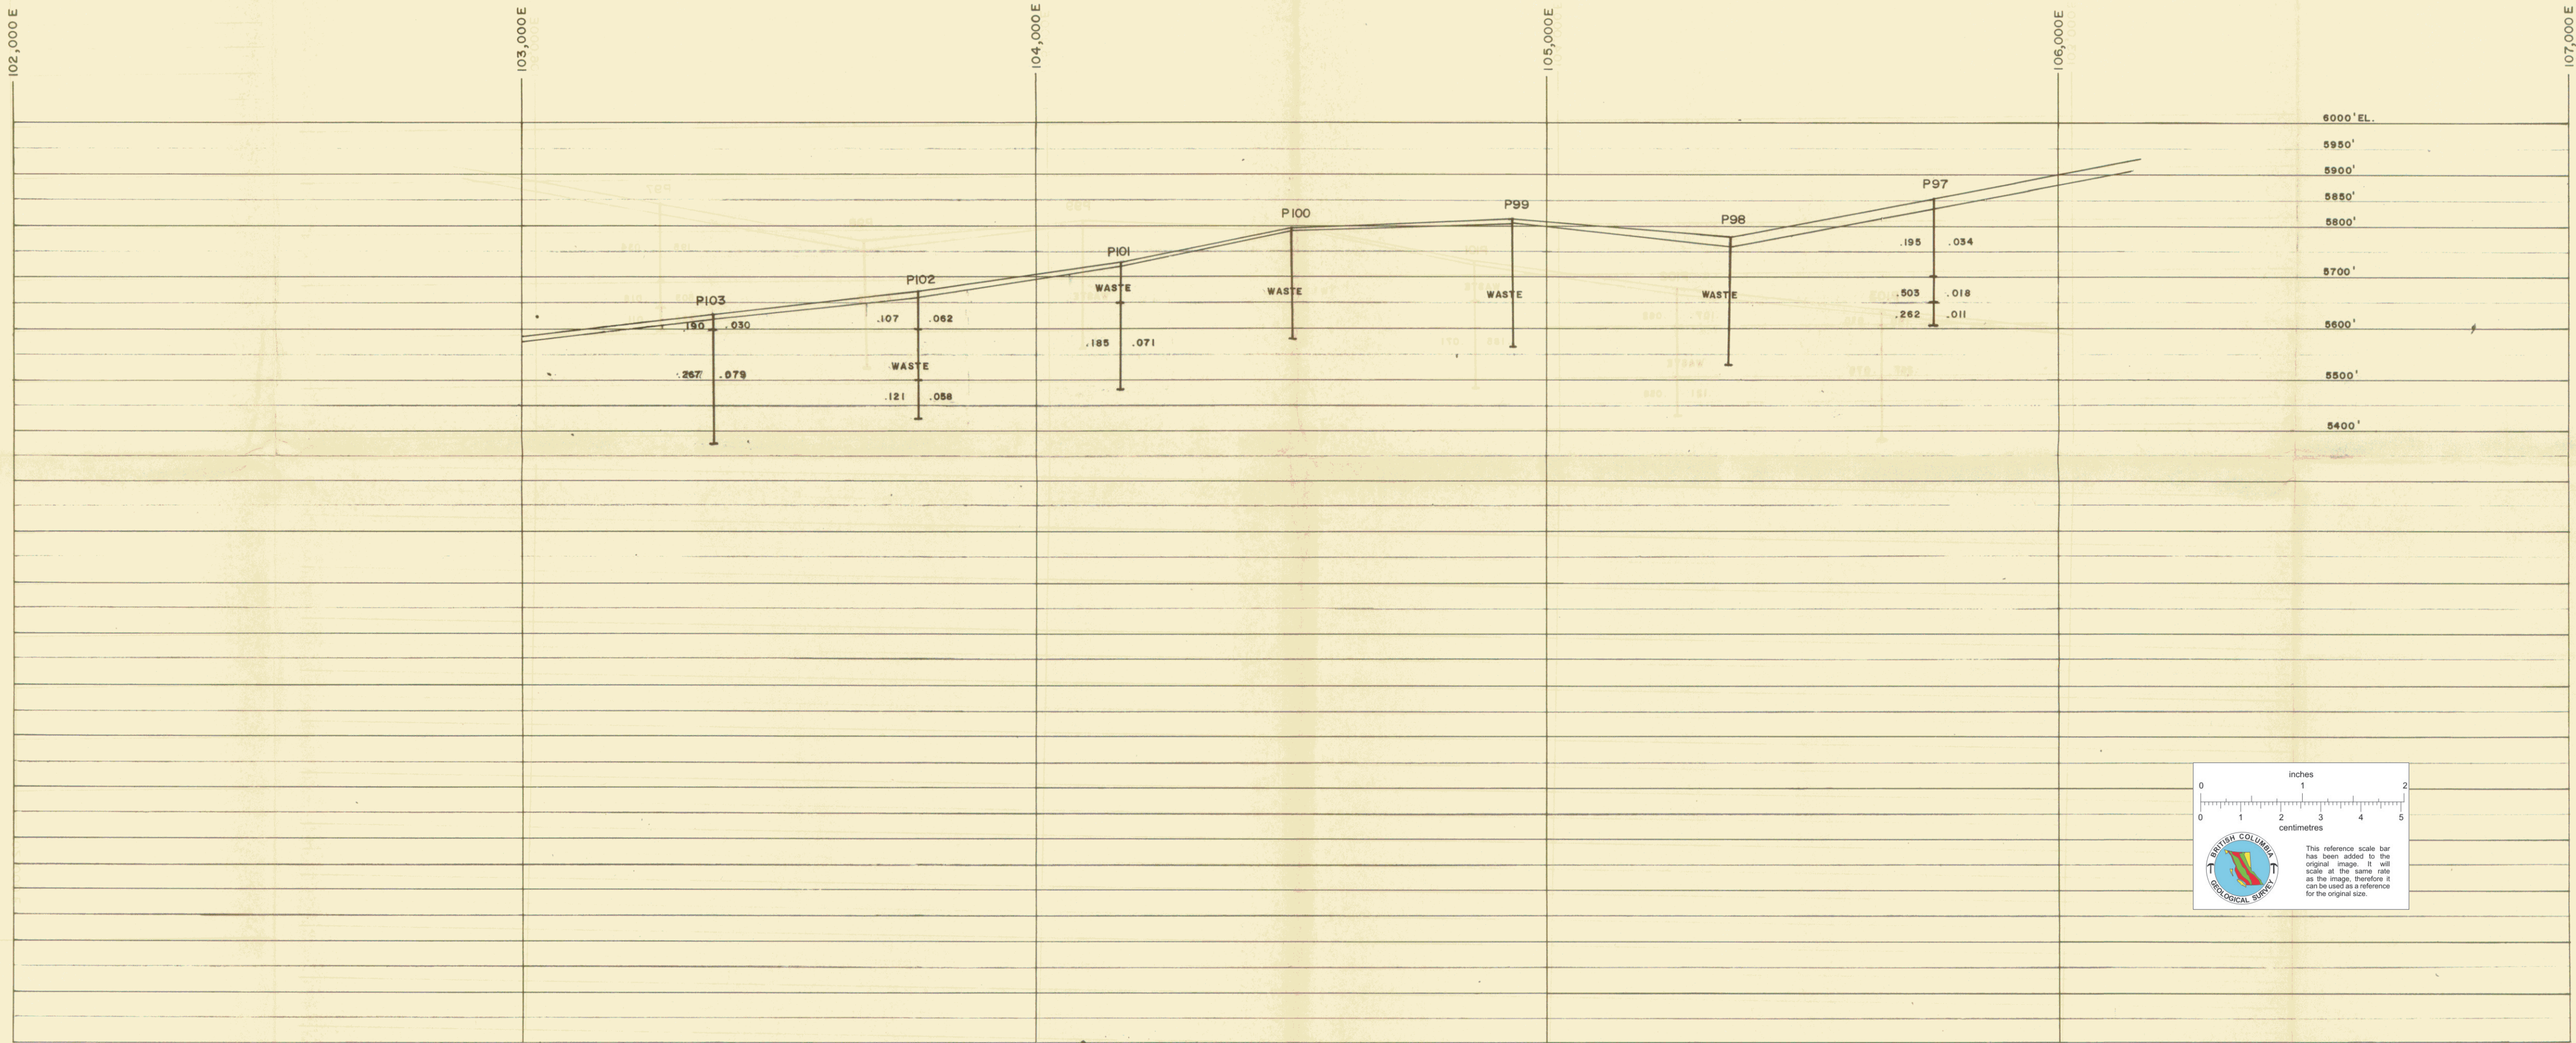 102,000 E
103,000E
104,000 E
105,000E
106,000E
107,000 E
6000' EL.
5950'
5900'
5850'
5800'
5700'
5600'
5500'
5400'
P103
.190 .030
.267 .079
P102
.107 .062
WASTE
.121 .058
P101
WASTE
.185 .071
P100
WASTE
P99
WASTE
P98
WASTE
P97
.195 .034
.503 .018
.262 .011
inches
0 1 2
0 1 2 3 4 5
centimetres
BRITISH COLUMBIA
GEOLOGICAL SURVEY
This reference scale bar
has been added to the
original image. It will
scale at the same rate
as the image, therefore it
can be used as a reference
for the original size.